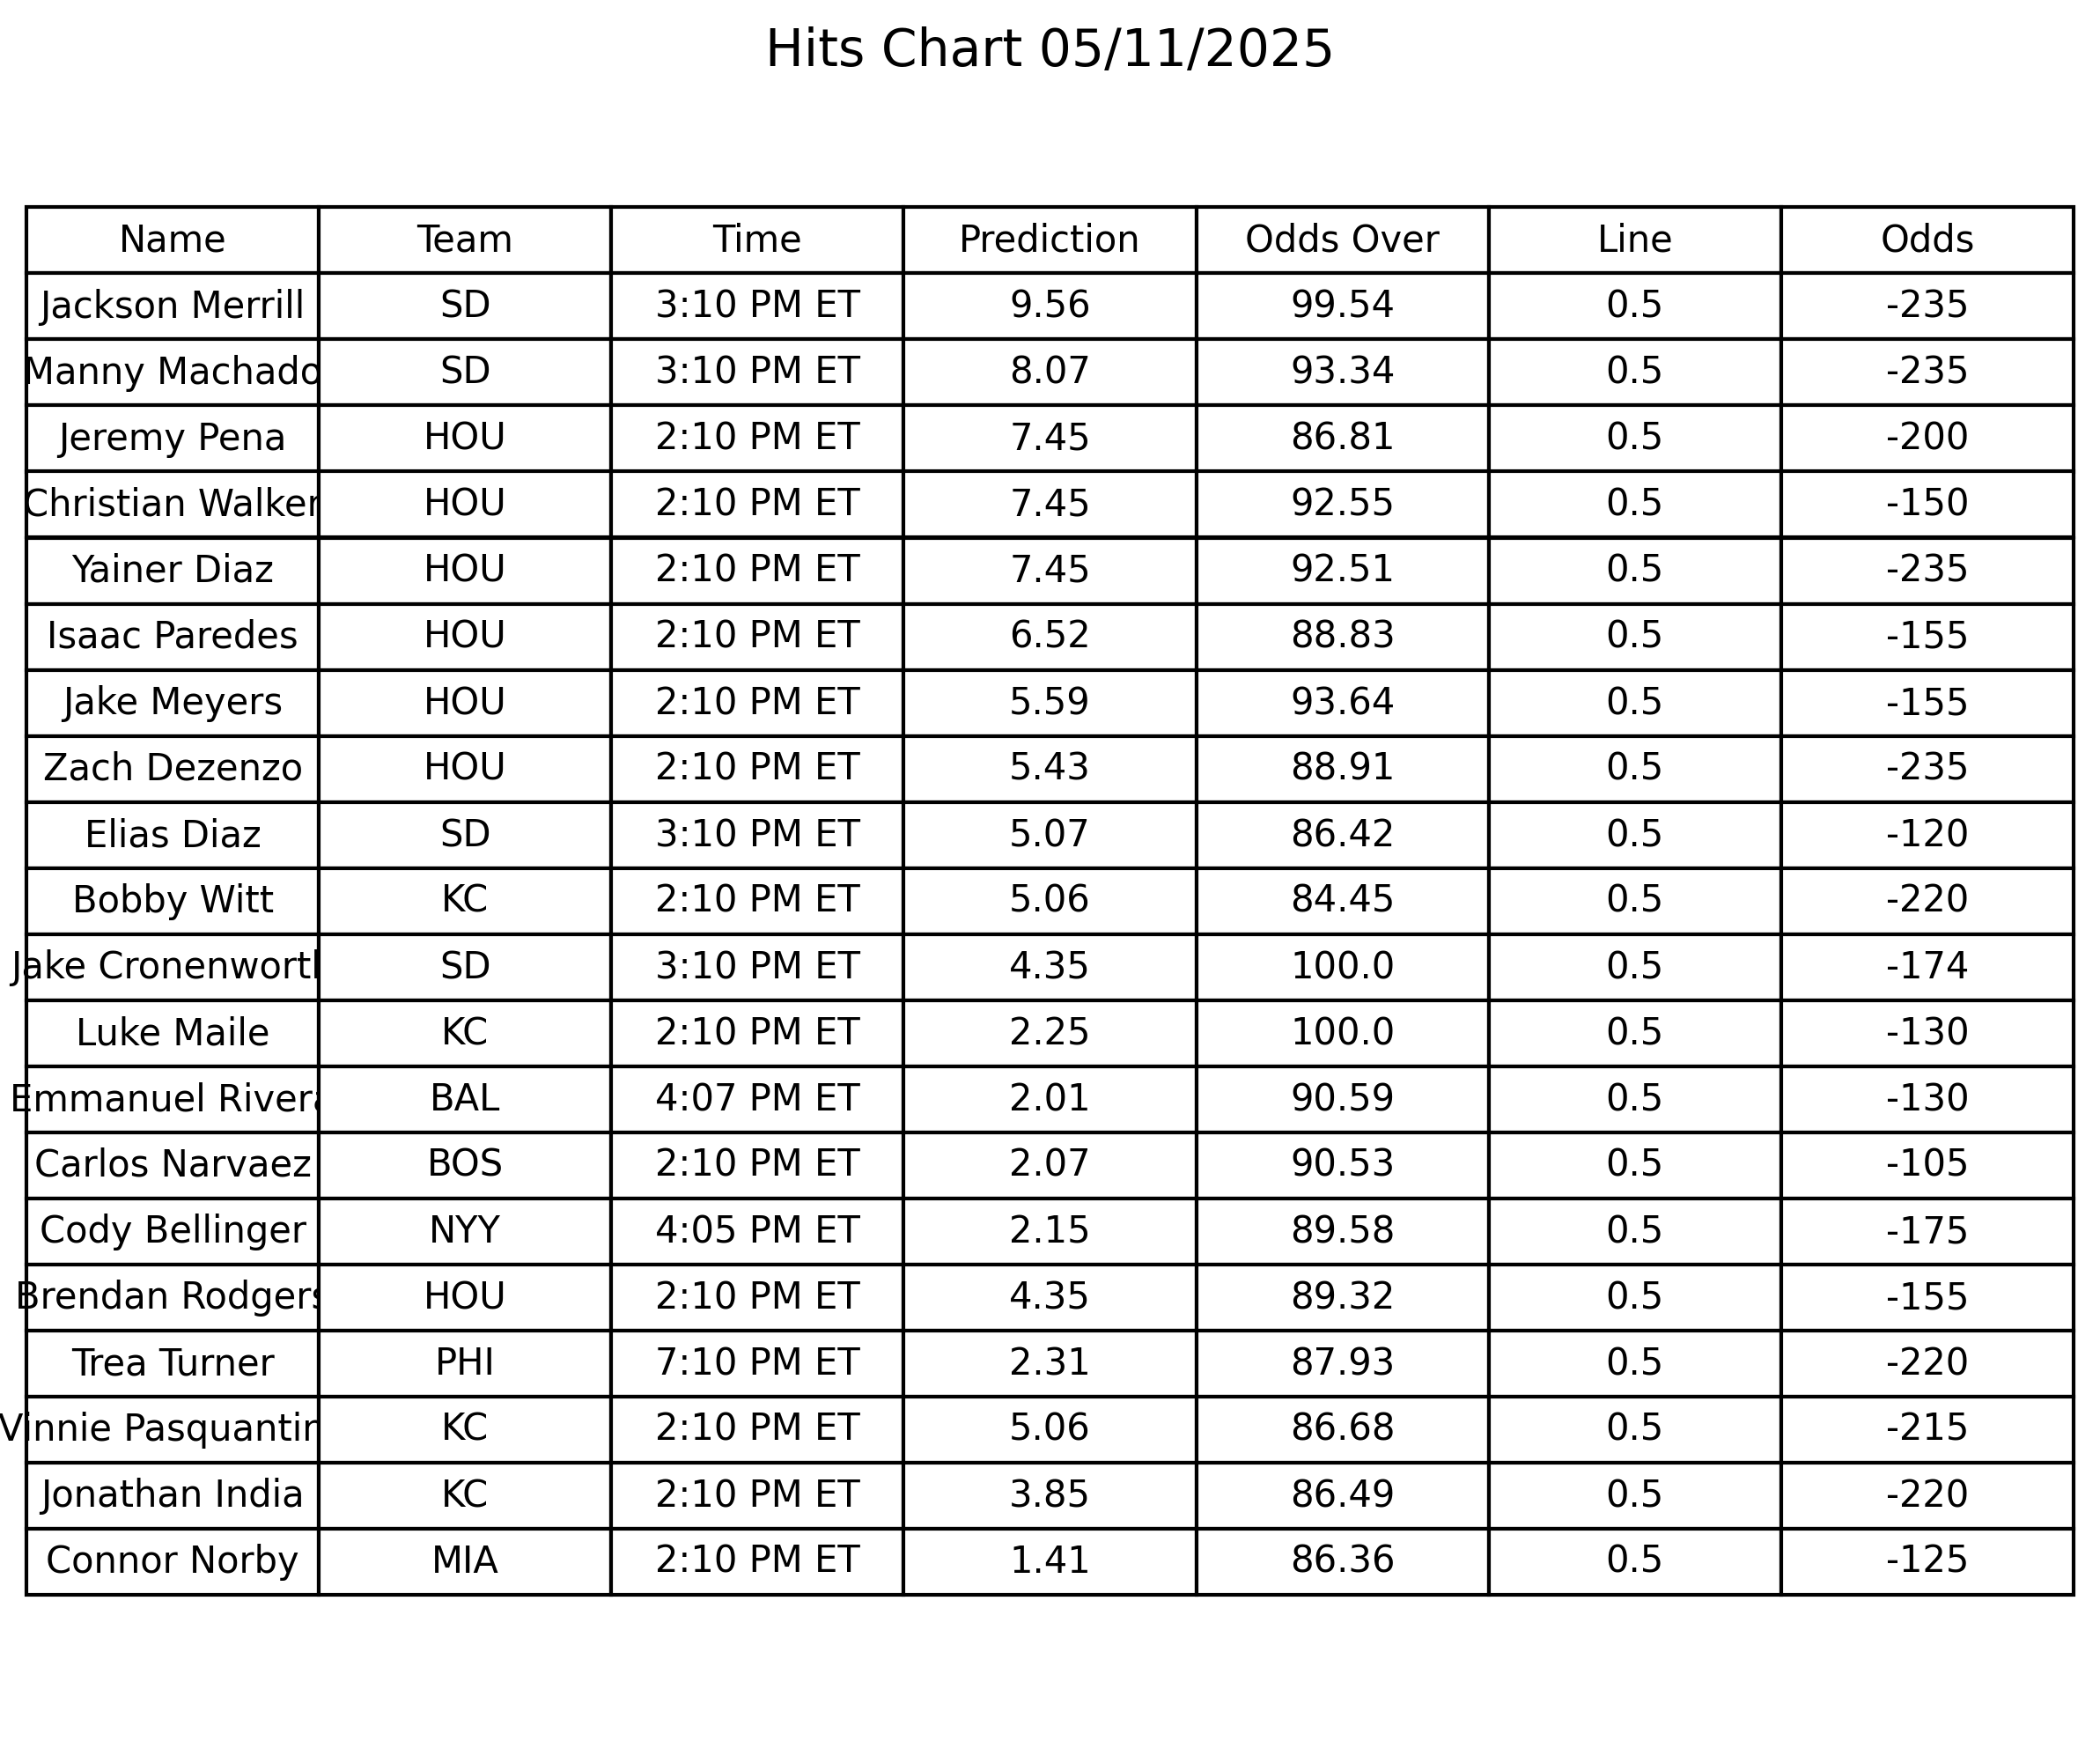 Hits Chart 05/11/2025
Name Team Time Prediction Odds Over Line Odds
Jackson Merrill SD 3:10 PM ET 9.56 99.54 0.5 -235
Manny Machado SD 3:10 PM ET 8.07 93.34 0.5 -235
Jeremy Pena HOU 2:10 PM ET 7.45 86.81 0.5 -200
Christian Walker HOU 2:10 PM ET 7.45 92.55 0.5 -150
Yainer Diaz HOU 2:10 PM ET 7.45 92.51 0.5 -235
Isaac Paredes HOU 2:10 PM ET 6.52 88.83 0.5 -155
Jake Meyers HOU 2:10 PM ET 5.59 93.64 0.5 -155
Zach Dezenzo HOU 2:10 PM ET 5.43 88.91 0.5 -235
Elias Diaz SD 3:10 PM ET 5.07 86.42 0.5 -120
Bobby Witt KC 2:10 PM ET 5.06 84.45 0.5 -220
Jake Cronenworth SD 3:10 PM ET 4.35 100.0 0.5 -174
Luke Maile KC 2:10 PM ET 2.25 100.0 0.5 -130
Emmanuel Rivera BAL 4:07 PM ET 2.01 90.59 0.5 -130
Carlos Narvaez BOS 2:10 PM ET 2.07 90.53 0.5 -105
Cody Bellinger NYY 4:05 PM ET 2.15 89.58 0.5 -175
Brendan Rodgers HOU 2:10 PM ET 4.35 89.32 0.5 -155
Trea Turner PHI 7:10 PM ET 2.31 87.93 0.5 -220
Vinnie Pasquantin KC 2:10 PM ET 5.06 86.68 0.5 -215
Jonathan India KC 2:10 PM ET 3.85 86.49 0.5 -220
Connor Norby MIA 2:10 PM ET 1.41 86.36 0.5 -125